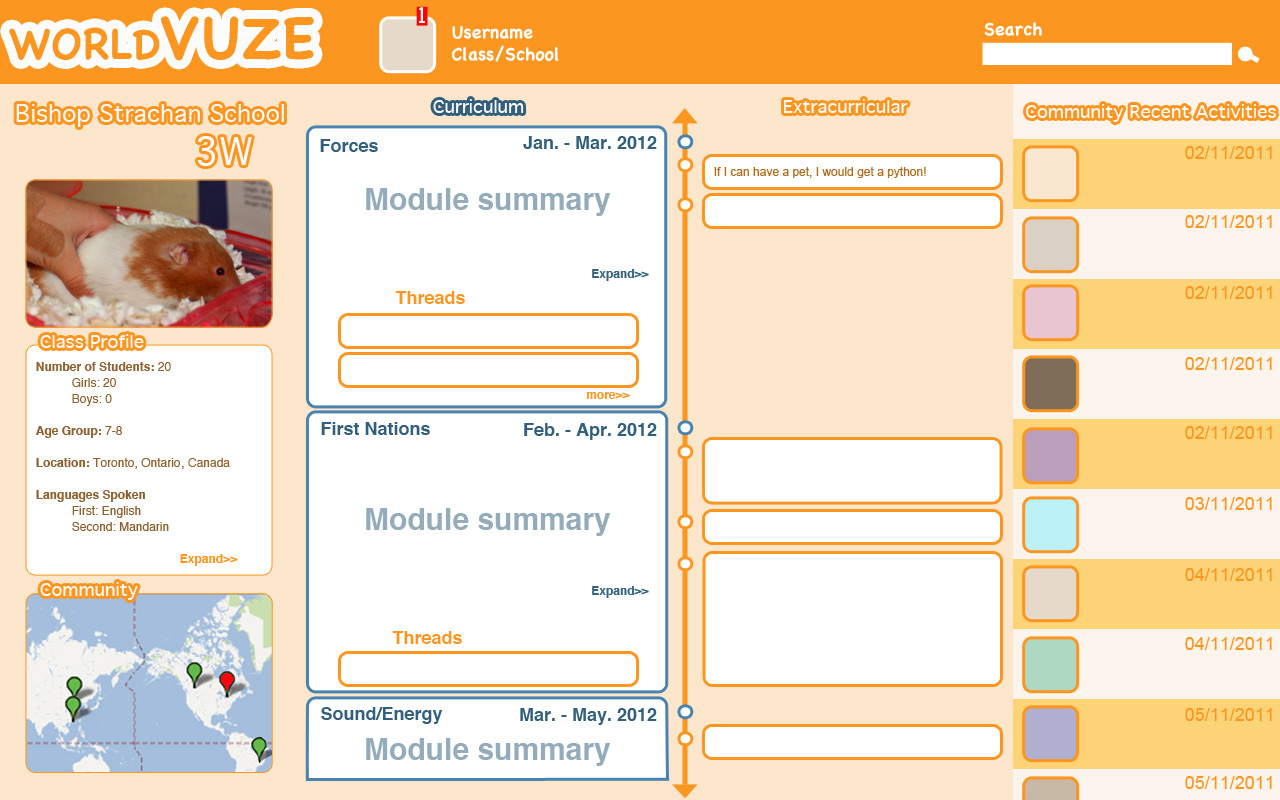 WORLDVUZE
1
Username
Class/School
Search
Bishop Strachan School
3W
Class Profile
Number of Students: 20
Girls: 20
Boys: 0
Age Group: 7-8
Location: Toronto, Ontario, Canada
Languages Spoken
First: English
Second: Mandarin
Expand>>
Community
Curriculum
Forces
Jan. - Mar. 2012
Module summary
Expand>>
Threads
more>>
First Nations
Feb. - Apr. 2012
Module summary
Expand>>
Threads
Sound/Energy
Mar. - May. 2012
Module summary
Extracurricular
If I can have a pet, I would get a python!
Community Recent Activities
02/11/2011
02/11/2011
02/11/2011
02/11/2011
02/11/2011
03/11/2011
04/11/2011
04/11/2011
05/11/2011
05/11/2011